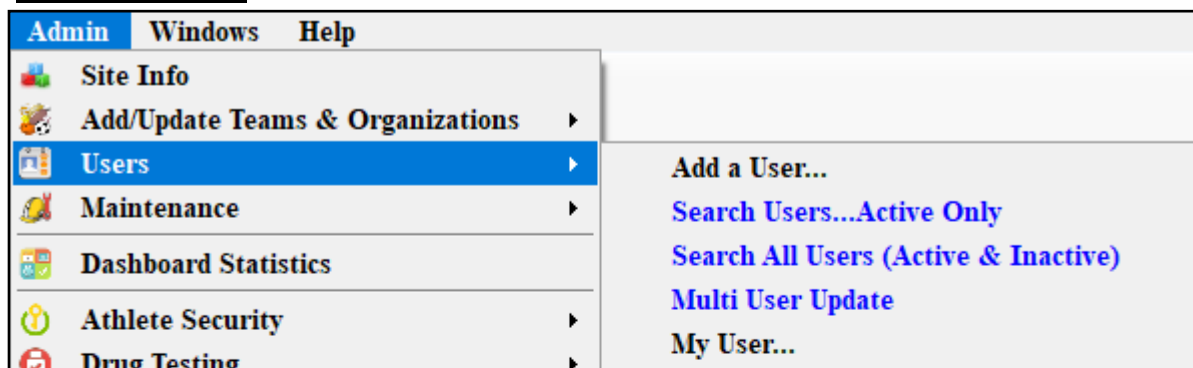 Admin Windows Help
Site Info
Add/Update Teams & Organizations
Users
Maintenance
Dashboard Statistics
Athlete Security
Drug Testing
Add a User...
Search Users...Active Only
Search All Users (Active & Inactive)
Multi User Update
My User...